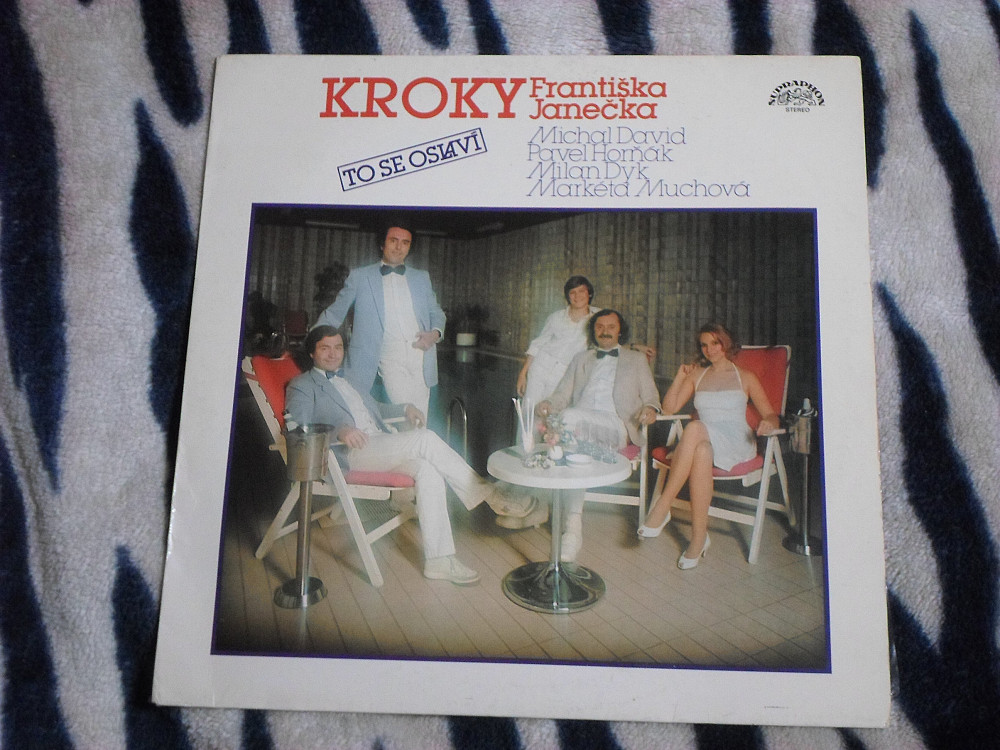 KROKY Františka
Janečka
SUPRAPHON
STEREO
TO SE OSLAVÍ
Michal David
Pavel Horňák
Milan Dyk
Markéta Muchová